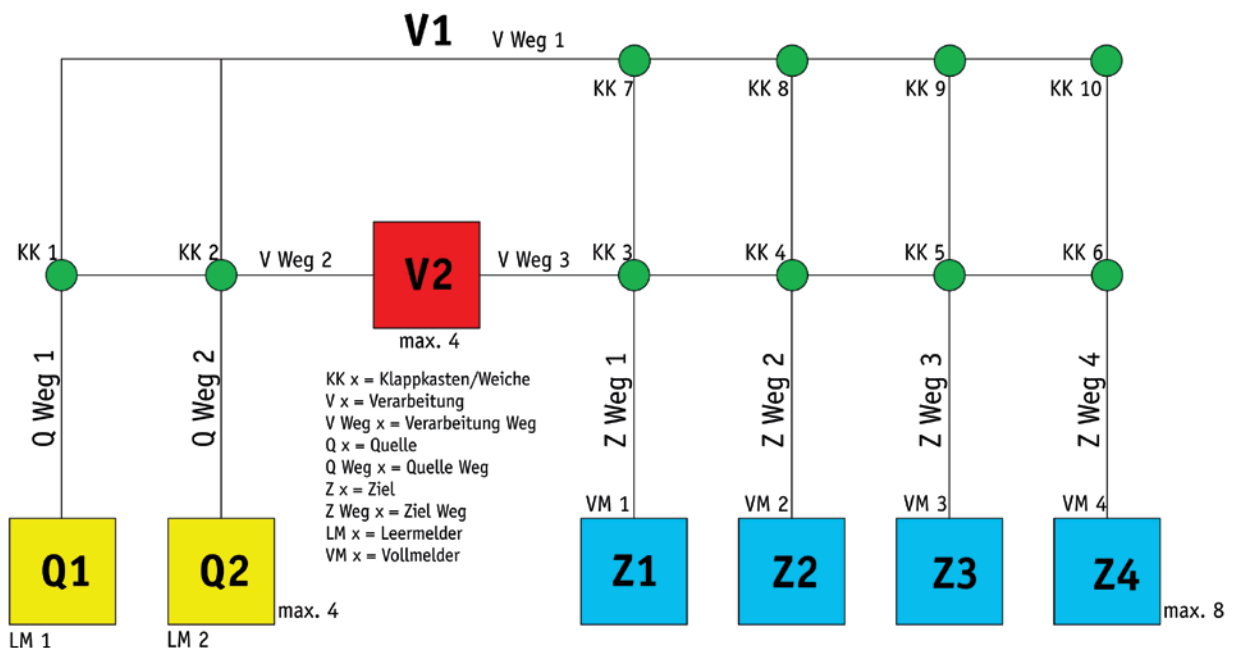 V1
V Weg 1
KK 7
KK 8
KK 9
KK 10
KK 1
KK 2
V Weg 2
V2
V Weg 3
KK 3
KK 4
KK 5
KK 6
max. 4
Q Weg 1
Q Weg 2
KK x = Klappkasten/Weiche
V x = Verarbeitung
V Weg x = Verarbeitung Weg
Q x = Quelle
Q Weg x = Quelle Weg
Z x = Ziel
Z Weg x = Ziel Weg
LM x = Leermelder
VM x = Vollmelder
Z Weg 1
Z Weg 2
Z Weg 3
Z Weg 4
VM 1
VM 2
VM 3
VM 4
Q1
Q2
Z1
Z2
Z3
Z4
max. 4
max. 8
LM 1
LM 2